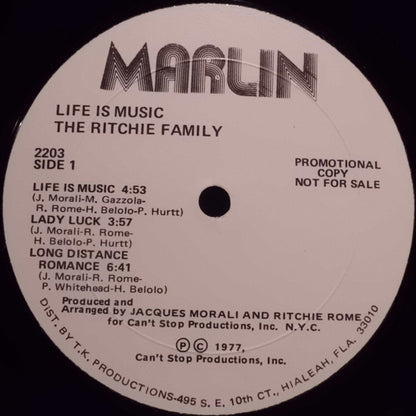 MARLIN
LIFE IS MUSIC
THE RITCHIE FAMILY
2203
SIDE 1
PROMOTIONAL
COPY
NOT FOR SALE
LIFE IS MUSIC 4:53
(J. Morali-M. Gazzola-
R. Rome-H. Belolo-P. Hurtt)
LADY LUCK 3:57
(J. Morali-R. Rome-
H. Belolo-P. Hurtt)
LONG DISTANCE
ROMANCE 6:41
(J. Morali-R. Rome-
P. Whitehead-H. Belolo)
Produced and
Arranged by JACQUES MORALI AND RITCHIE ROME
for Can't Stop Productions, Inc. N.Y.C.
Ⓟ © 1977,
Can't Stop Productions, Inc.
DIST. BY T.K. PRODUCTIONS-495 S. E. 10th CT., HIALEAH, FLA. 33010